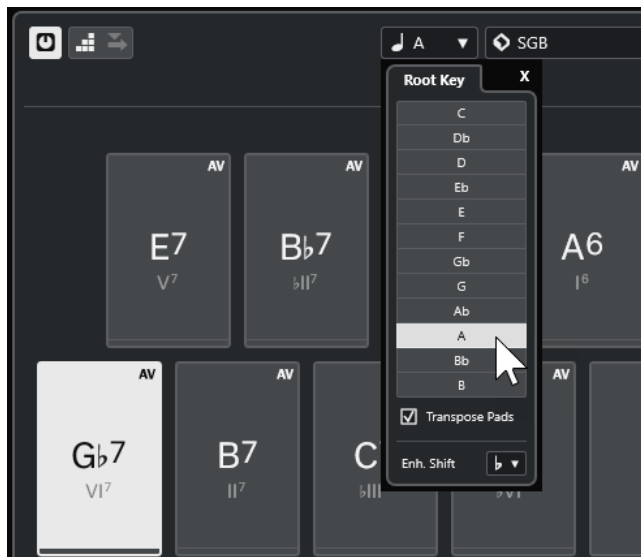 A SGB
Root Key X
C
Db
D
Eb
E
F
Gb
G
Ab
A
Bb
B
Transpose Pads
Enh. Shift ♭
AV
E7
V7
AV
B♭7
♭II7
AV
A6
I6
AV
G♭7
VI7
AV
B7
II7
C
♭III
AV
♭VI